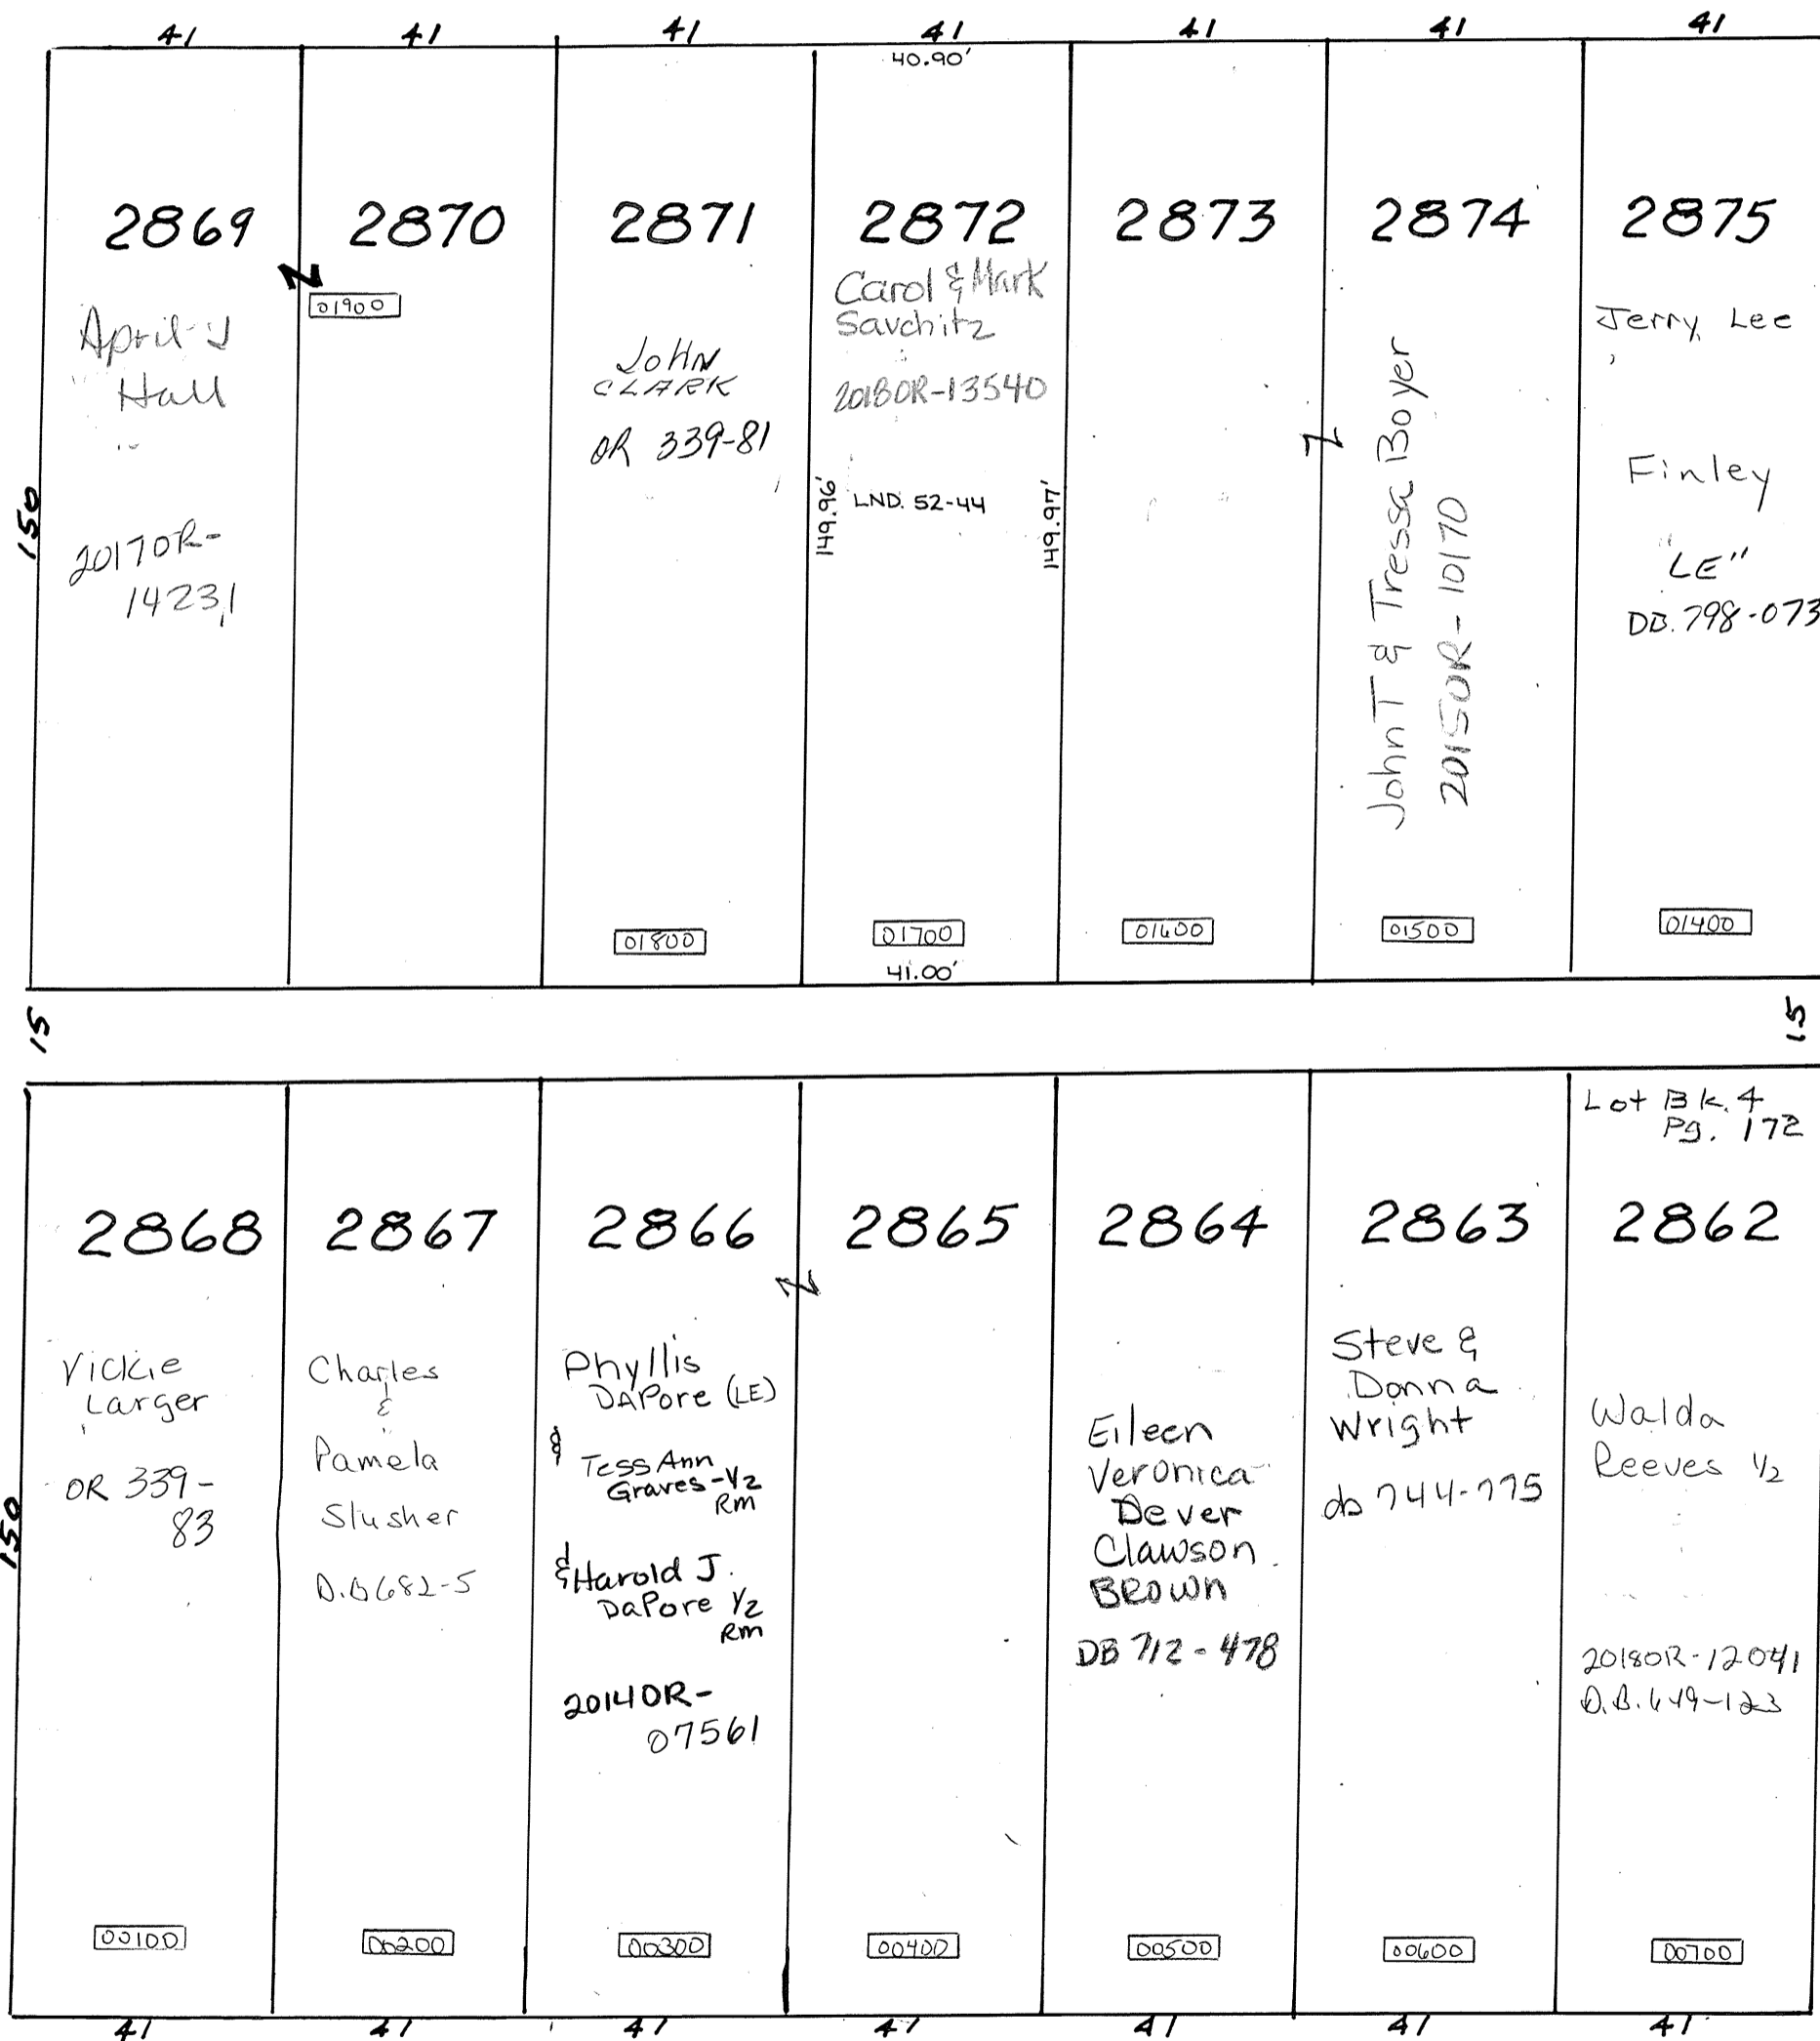 41 41 41 41 41 41 41
40.90'
2869 2870 2871 2872 2873 2874 2875
April J
Hall
2017OR-
14231
150
Z
01900
JOHN
CLARK
OR 339-81
01800
Carol & Mark
Savchitz
2018OR-13540
149.96'
LND. 52-44
149.97'
01700
41.00'
01600
Z
John T & Tressa Boyer
2015OR-10170
01500
Jerry Lee
Finley
"LE"
DB. 798-073
01400
15 15
Lot Bk. 4
Pg. 172
2868 2867 2866 2865 2864 2863 2862
150
Vickie
Larger
OR 339-
83
00100
Charles
&
Pamela
Slusher
D.B 682-5
00200
Z
Phyllis
DAPore (LE)
& Tess Ann
Graves -1/2
Rm
& Harold J.
DaPore 1/2
Rm
2014OR-
07561
00300
00400
Eileen
Veronica
Dever
Clawson
BROWN
DB 712-478
00500
Steve &
Donna
Wright
db 744-775
00600
Walda
Reeves 1/2
2018OR-12041
D.B. 649-123
00700
41 41 41 41 41 41 41